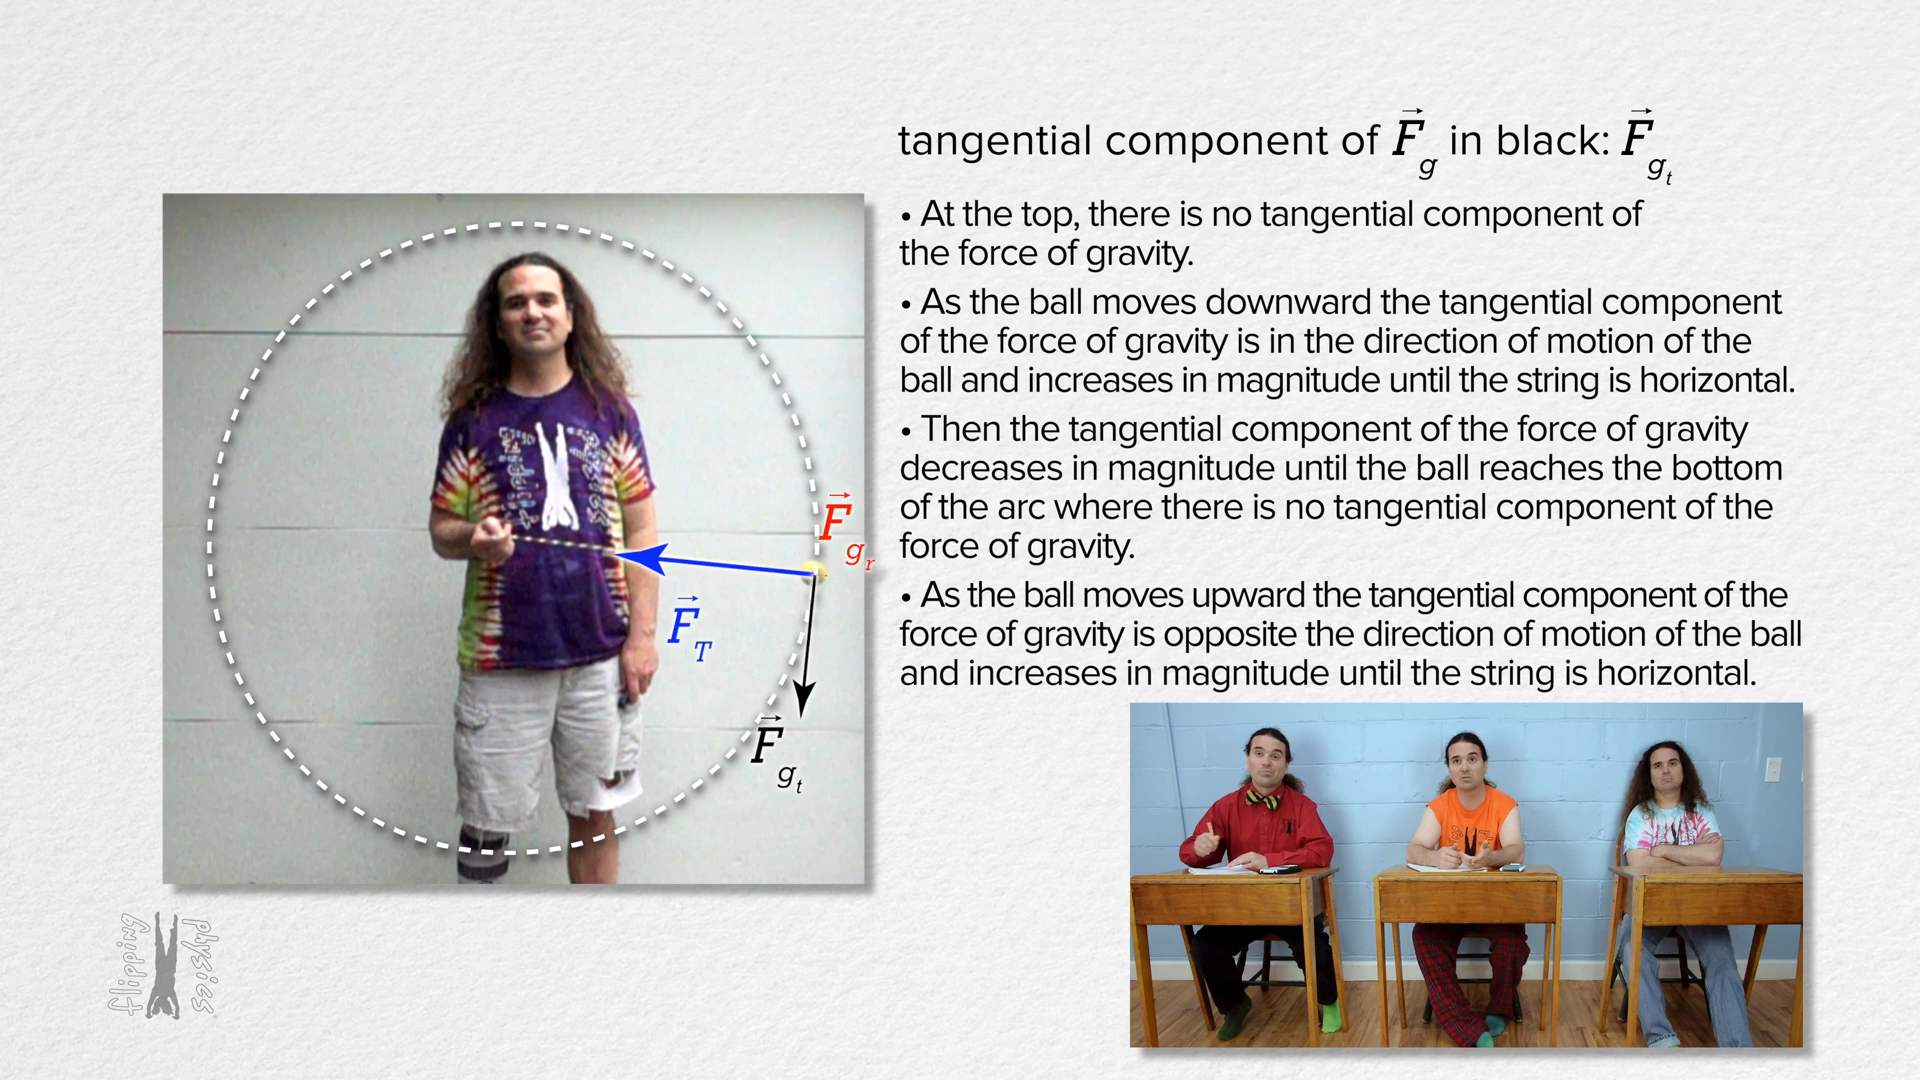 tangential component of F⃗g in black: F⃗gt
• At the top, there is no tangential component of
the force of gravity.
• As the ball moves downward the tangential component
of the force of gravity is in the direction of motion of the
ball and increases in magnitude until the string is horizontal.
• Then the tangential component of the force of gravity
decreases in magnitude until the ball reaches the bottom
of the arc where there is no tangential component of the
force of gravity.
• As the ball moves upward the tangential component of the
force of gravity is opposite the direction of motion of the ball
and increases in magnitude until the string is horizontal.
F⃗gr
F⃗T
F⃗gt
flipping
physics